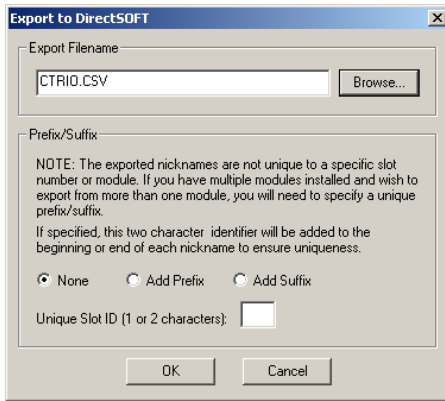 Export to DirectSOFT
Export Filename
CTRIO.CSV
Browse...
Prefix/Suffix
NOTE: The exported nicknames are not unique to a specific slot
number or module. If you have multiple modules installed and wish to
export from more than one module, you will need to specify a unique
prefix/suffix.
If specified, this two character identifier will be added to the
beginning or end of each nickname to ensure uniqueness.
None Add Prefix Add Suffix
Unique Slot ID (1 or 2 characters):
OK Cancel